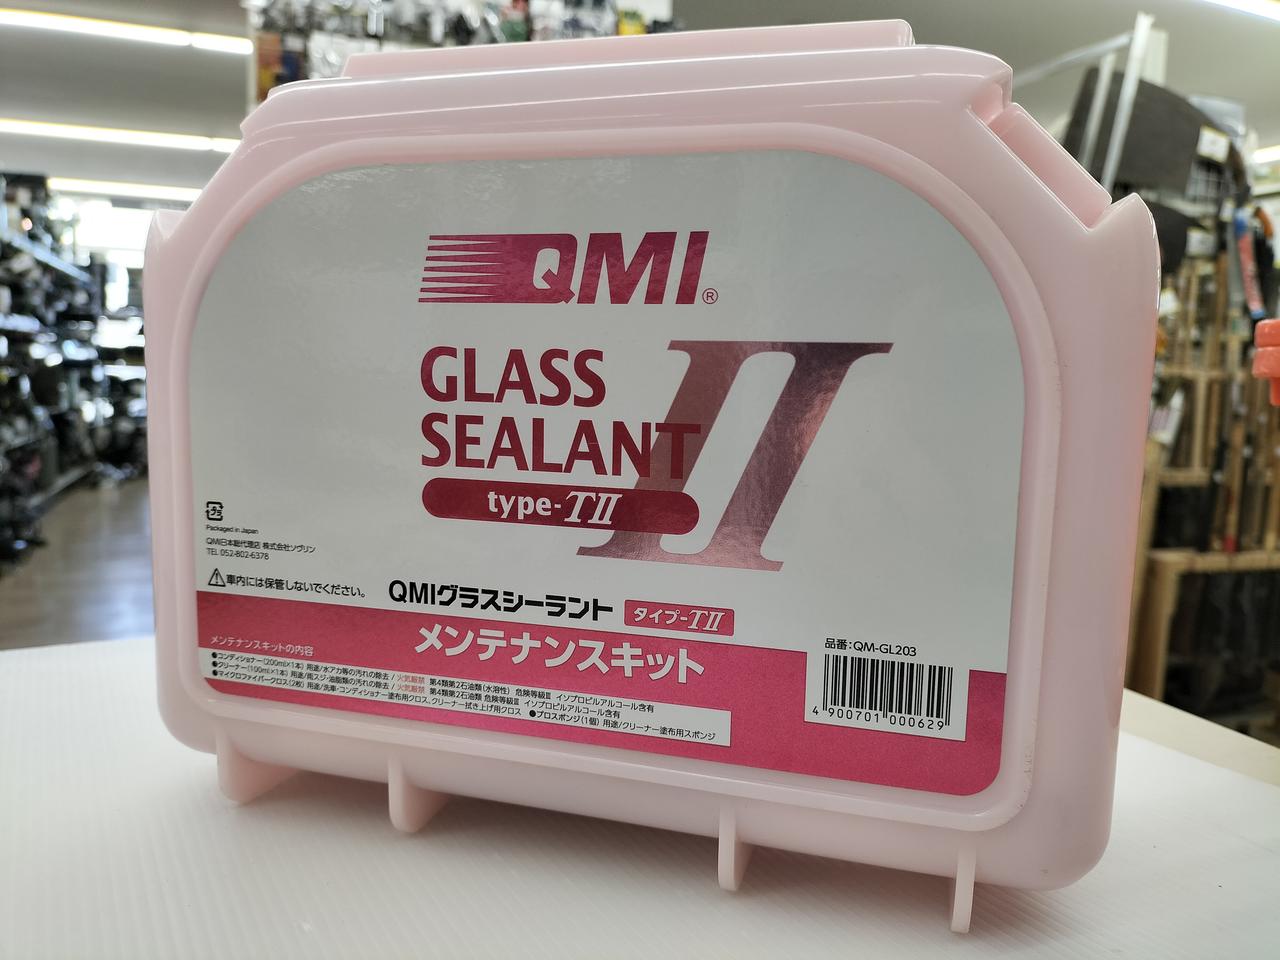 QMI®
GLASS
SEALANT
II
type-TII
プラ
Packaged in Japan
QMI日本総代理店 株式会社ソヴリン
TEL 052-802-6378
⚠車内には保管しないでください。
QMIグラスシーラント タイプ-TII
メンテナンスキット
品番:QM-GL203
4 900701 000629
メンテナンスキットの内容
●コンディショナー(200ml×1本) 用途/水アカ等の汚れの除去 / 火気厳禁 第4類第2石油類(水溶性) 危険等級Ⅲ イソプロピルアルコール含有
●クリーナー(100ml×1本) 用途/雨スジ・油脂類の汚れの除去 / 火気厳禁 第4類第2石油類 危険等級Ⅲ イソプロピルアルコール含有
●マイクロファイバークロス(2枚) 用途/洗車・コンディショナー塗布用クロス、クリーナー拭き上げ用クロス ●プロスポンジ(1個) 用途/クリーナー塗布用スポンジ